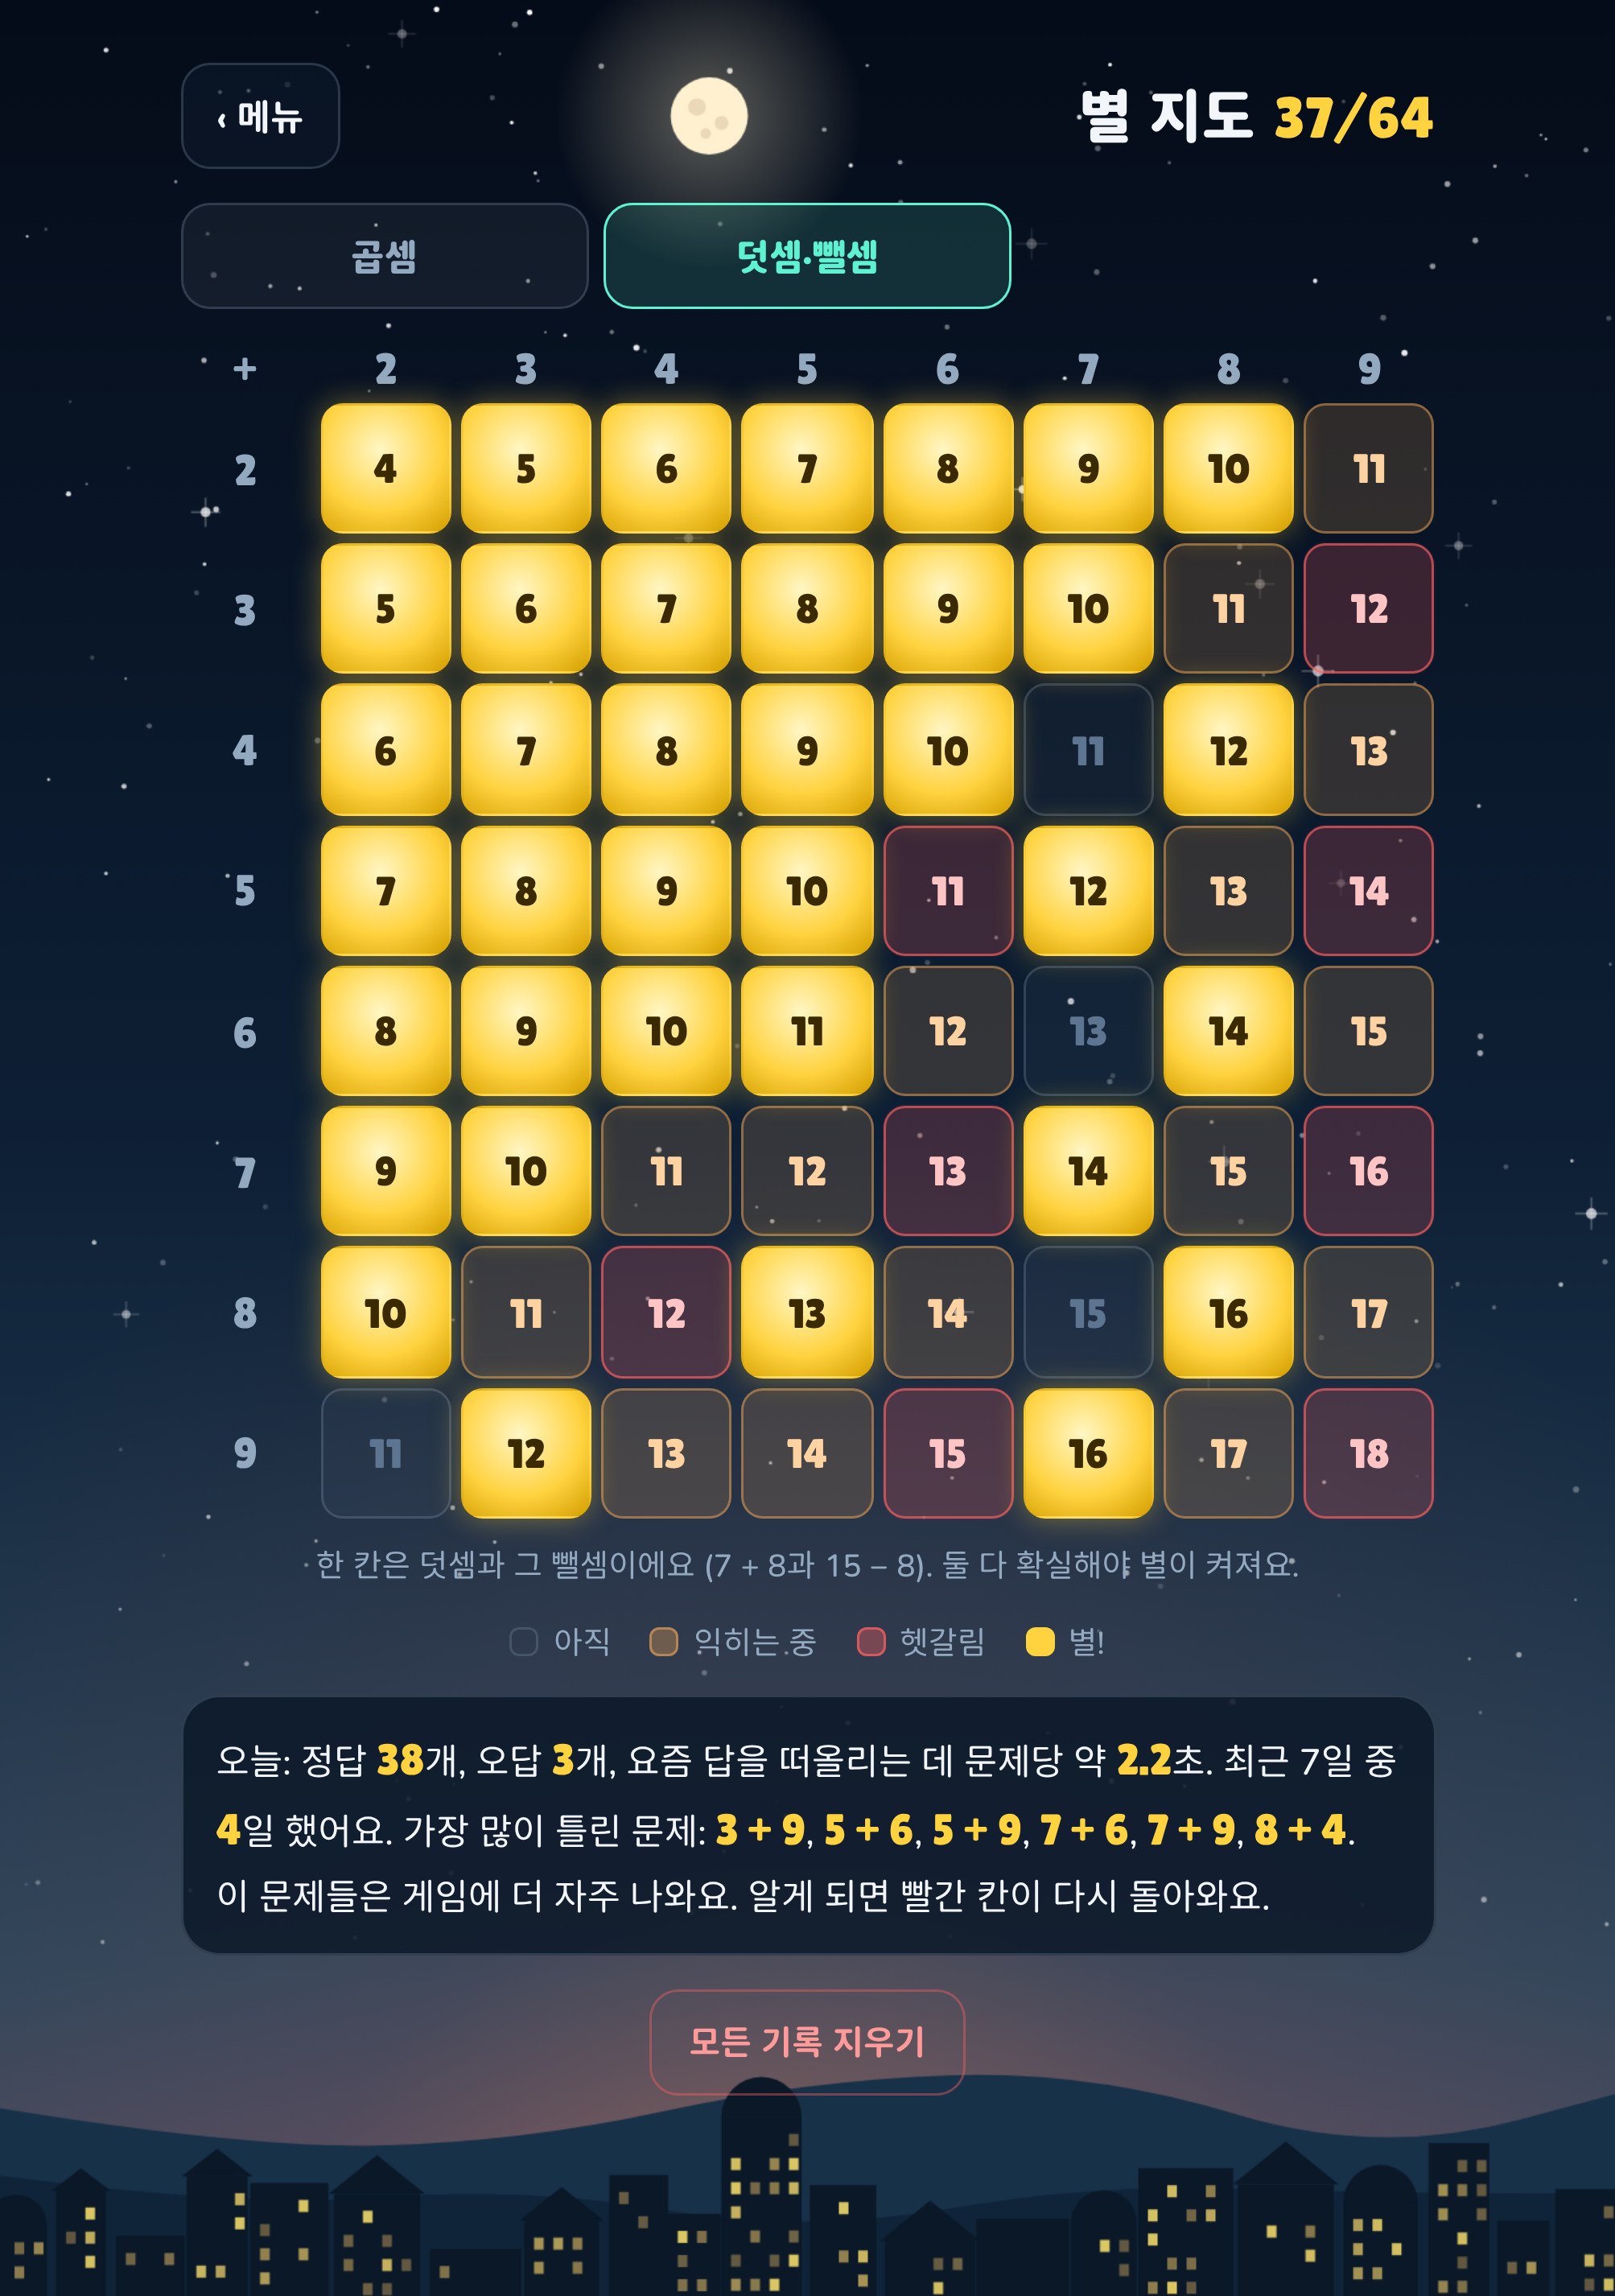 ‹ 메뉴
별 지도 37/64
곱셈
덧셈·뺄셈
+ 2 3 4 5 6 7 8 9
2 4 5 6 7 8 9 10 11
3 5 6 7 8 9 10 11 12
4 6 7 8 9 10 11 12 13
5 7 8 9 10 11 12 13 14
6 8 9 10 11 12 13 14 15
7 9 10 11 12 13 14 15 16
8 10 11 12 13 14 15 16 17
9 11 12 13 14 15 16 17 18
한 칸은 덧셈과 그 뺄셈이에요 (7 + 8과 15 − 8). 둘 다 확실해야 별이 켜져요.
아직 익히는 중 헷갈림 별!
오늘: 정답 38개, 오답 3개, 요즘 답을 떠올리는 데 문제당 약 2.2초. 최근 7일 중
4일 했어요. 가장 많이 틀린 문제: 3 + 9, 5 + 6, 5 + 9, 7 + 6, 7 + 9, 8 + 4.
이 문제들은 게임에 더 자주 나와요. 알게 되면 빨간 칸이 다시 돌아와요.
모든 기록 지우기